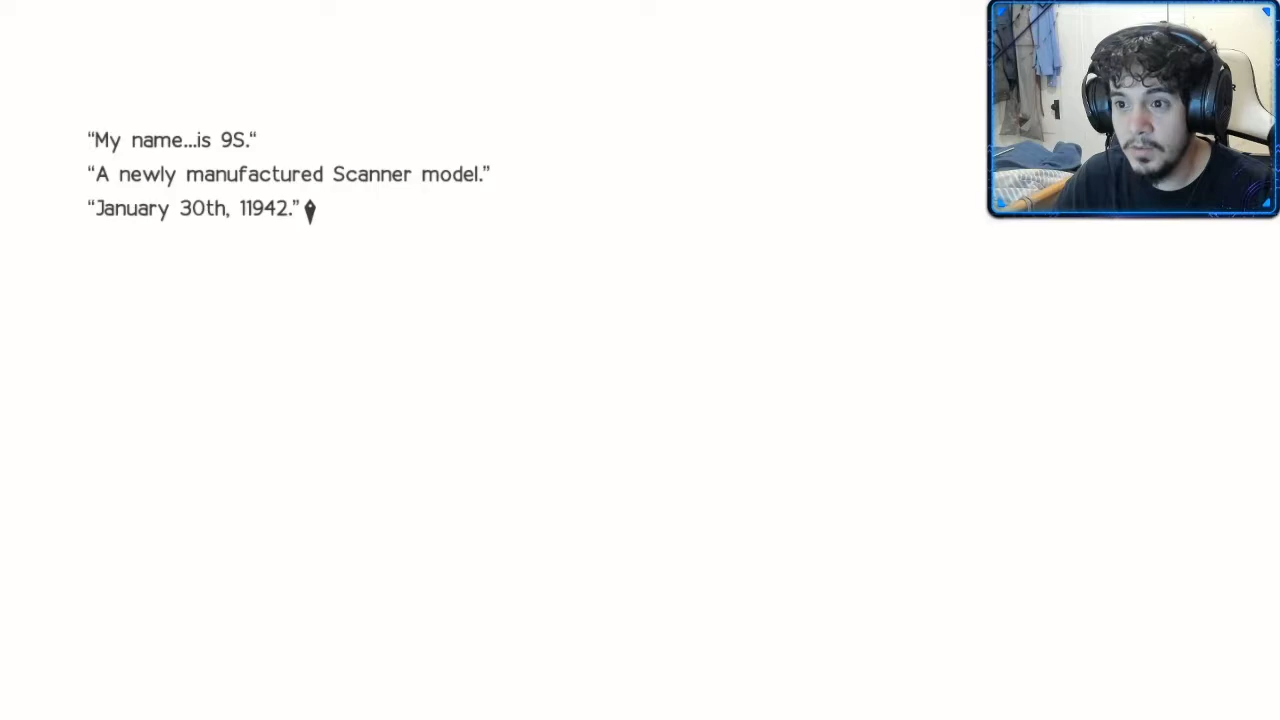 “My name...is 9S.“
“A newly manufactured Scanner model.”
“January 30th, 11942.”